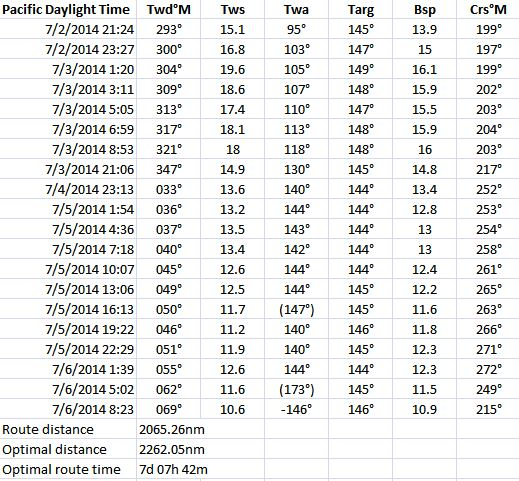 Pacific Daylight Time Twd°M Tws Twa Targ Bsp Crs°M
7/2/2014 21:24 293° 15.1 95° 145° 13.9 199°
7/2/2014 23:27 300° 16.8 103° 147° 15 197°
7/3/2014 1:20 304° 19.6 105° 149° 16.1 199°
7/3/2014 3:11 309° 18.6 107° 148° 15.9 202°
7/3/2014 5:05 313° 17.4 110° 147° 15.5 203°
7/3/2014 6:59 317° 18.1 113° 148° 15.9 204°
7/3/2014 8:53 321° 18 118° 148° 16 203°
7/3/2014 21:06 347° 14.9 130° 145° 14.8 217°
7/4/2014 23:13 033° 13.6 140° 144° 13.4 252°
7/5/2014 1:54 036° 13.2 144° 144° 12.8 253°
7/5/2014 4:36 037° 13.5 143° 144° 13 254°
7/5/2014 7:18 040° 13.4 142° 144° 13 258°
7/5/2014 10:07 045° 12.6 144° 144° 12.4 261°
7/5/2014 13:06 049° 12.5 144° 145° 12.2 265°
7/5/2014 16:13 050° 11.7 (147°) 145° 11.6 263°
7/5/2014 19:22 046° 11.2 140° 146° 11.8 266°
7/5/2014 22:29 051° 11.9 140° 145° 12.3 271°
7/6/2014 1:39 055° 12.6 144° 144° 12.3 272°
7/6/2014 5:02 062° 11.6 (173°) 145° 11.5 249°
7/6/2014 8:23 069° 10.6 -146° 146° 10.9 215°
Route distance 2065.26nm
Optimal distance 2262.05nm
Optimal route time 7d 07h 42m